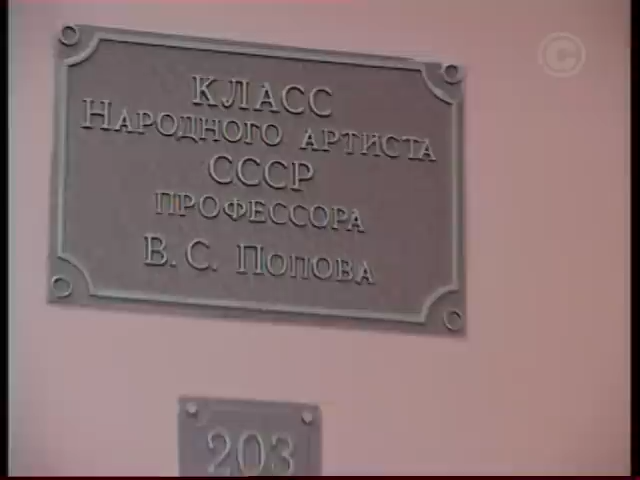 КЛАСС
НАРОДНОГО АРТИСТА
СССР
ПРОФЕССОРА
В. С. ПОПОВА
203
C